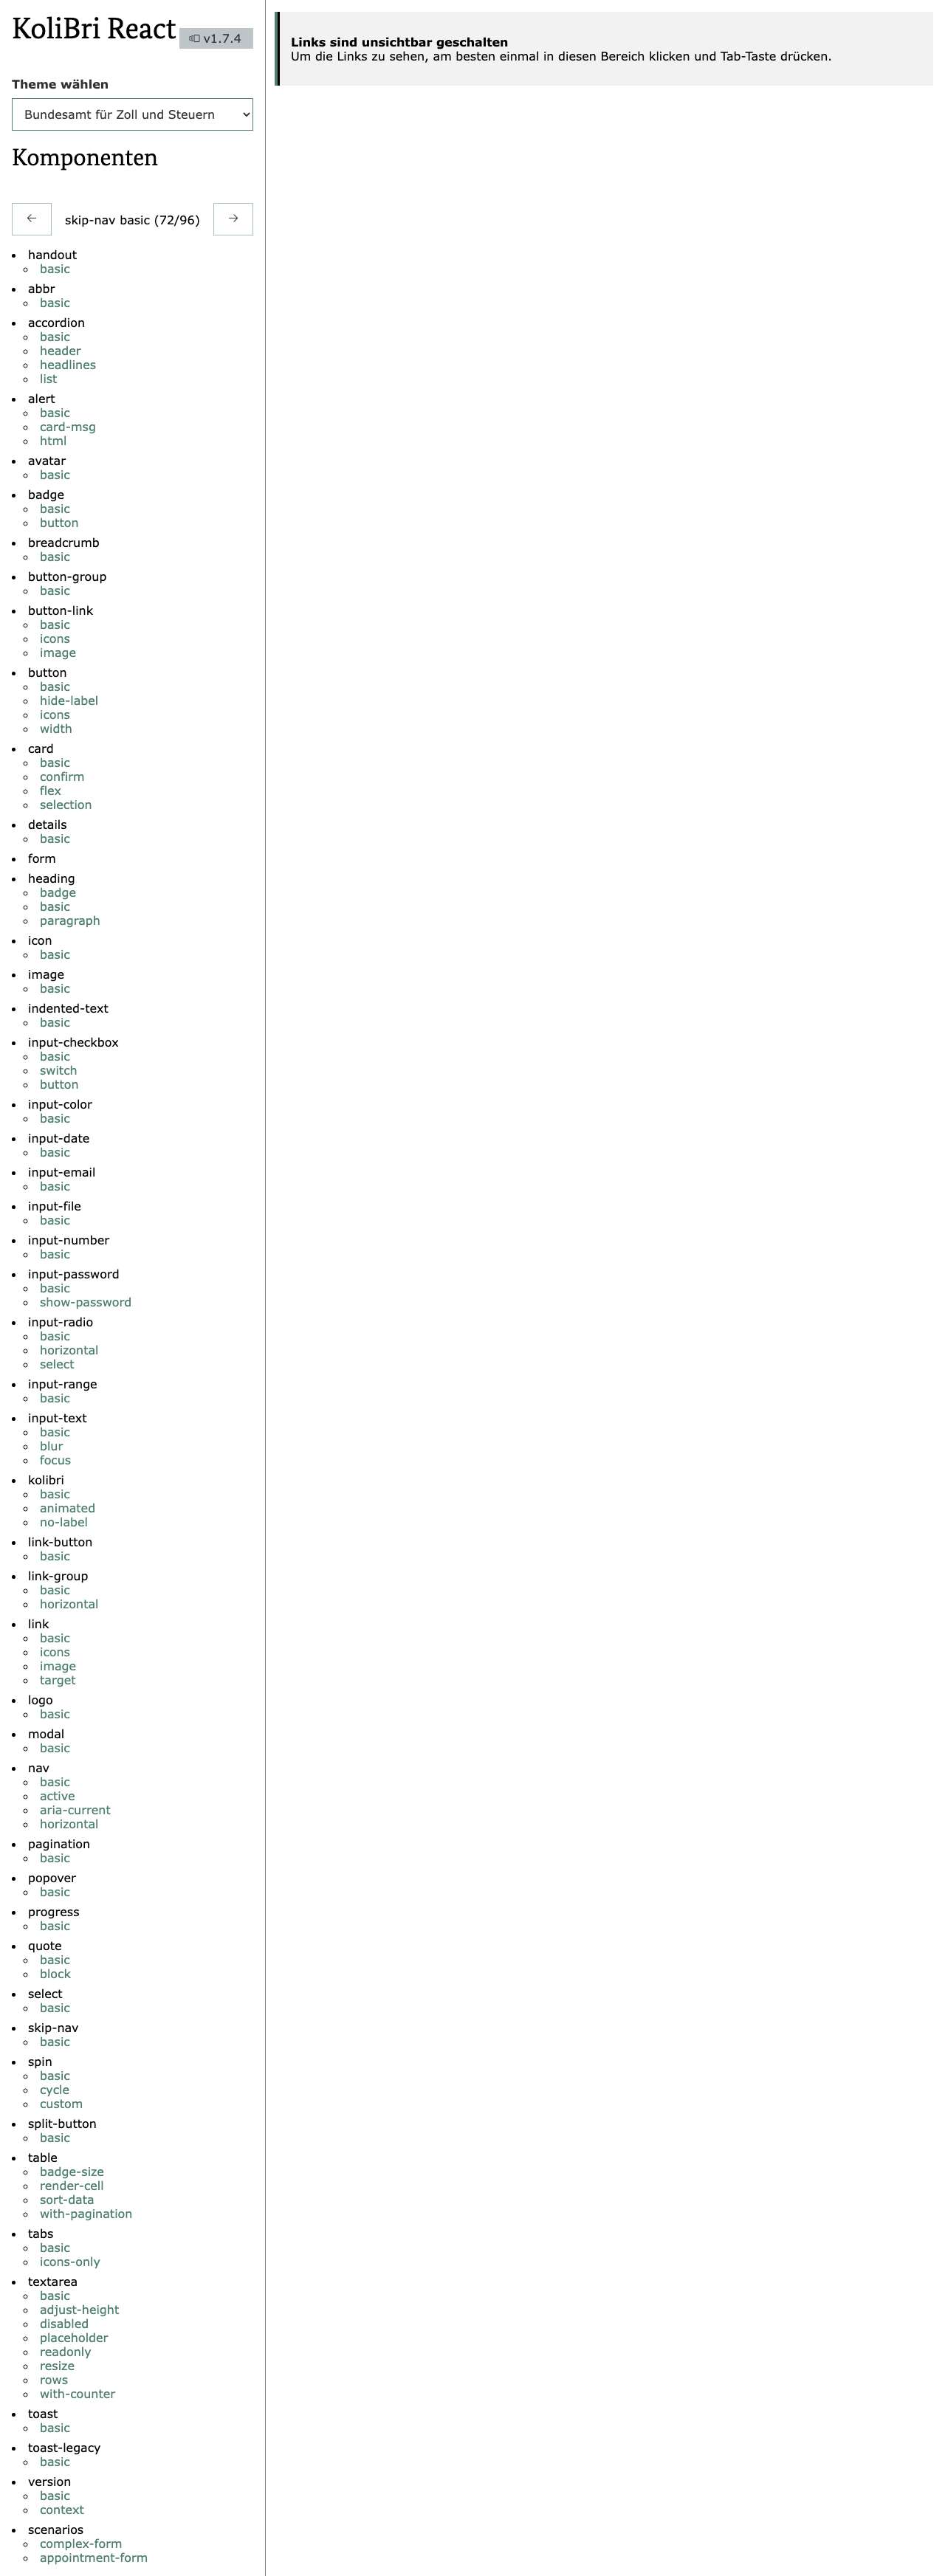 KoliBri React
v1.7.4
Theme wählen
Bundesamt für Zoll und Steuern
Komponenten
← skip-nav basic (72/96) →
handout
basic
abbr
basic
accordion
basic
header
headlines
list
alert
basic
card-msg
html
avatar
basic
badge
basic
button
breadcrumb
basic
button-group
basic
button-link
basic
icons
image
button
basic
hide-label
icons
width
card
basic
confirm
flex
selection
details
basic
form
heading
badge
basic
paragraph
icon
basic
image
basic
indented-text
basic
input-checkbox
basic
switch
button
input-color
basic
input-date
basic
input-email
basic
input-file
basic
input-number
basic
input-password
basic
show-password
input-radio
basic
horizontal
select
input-range
basic
input-text
basic
blur
focus
kolibri
basic
animated
no-label
link-button
basic
link-group
basic
horizontal
link
basic
icons
image
target
logo
basic
modal
basic
nav
basic
active
aria-current
horizontal
pagination
basic
popover
basic
progress
basic
quote
basic
block
select
basic
skip-nav
basic
spin
basic
cycle
custom
split-button
basic
table
badge-size
render-cell
sort-data
with-pagination
tabs
basic
icons-only
textarea
basic
adjust-height
disabled
placeholder
readonly
resize
rows
with-counter
toast
basic
toast-legacy
basic
version
basic
context
scenarios
complex-form
appointment-form
Links sind unsichtbar geschalten
Um die Links zu sehen, am besten einmal in diesen Bereich klicken und Tab-Taste drücken.